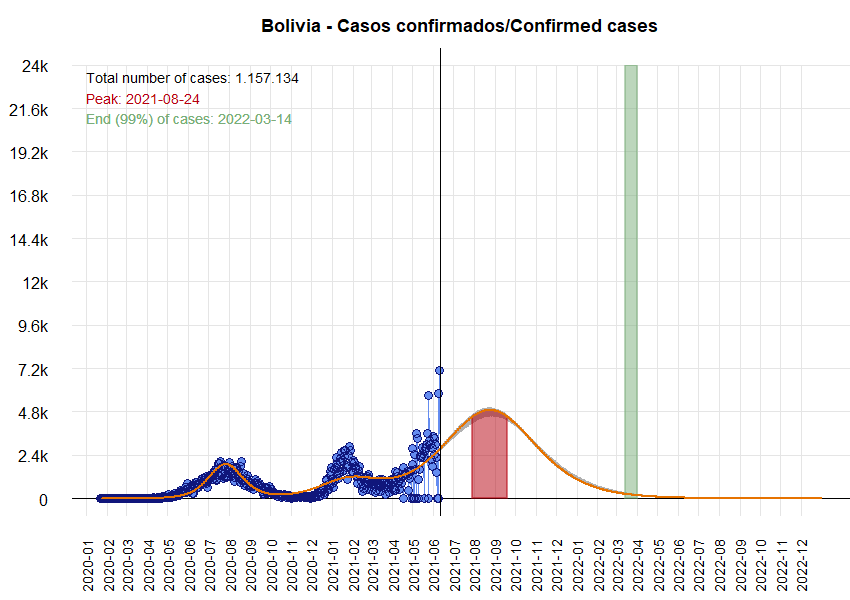 Bolivia - Casos confirmados/Confirmed cases
24k
Total number of cases: 1.157.134
Peak: 2021-08-24
21.6k
End (99%) of cases: 2022-03-14
19.2k
16.8k
14.4k
12k
9.6k
7.2k
4.8k
2.4k
0
2020-01
2020-02
2020-03
2020-04
2020-05
2020-06
2020-07
2020-08
2020-09
2020-10
2020-11
2020-12
2021-01
2021-02
2021-03
2021-04
2021-05
2021-06
2021-07
2021-08
2021-09
2021-10
2021-11
2021-12
2022-01
2022-02
2022-03
2022-04
2022-05
2022-06
2022-07
2022-08
2022-09
2022-10
2022-11
2022-12